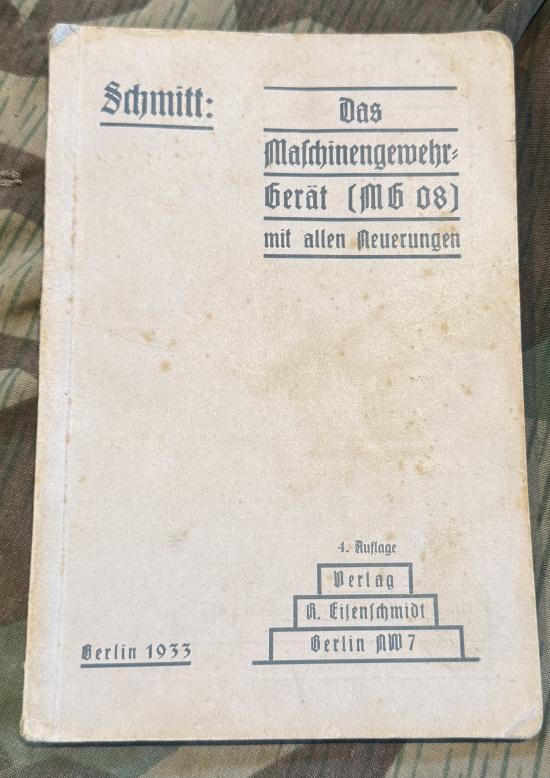 Schmitt:
Das
Maſchinengewehr-
Gerät (MG 08)
mit allen Neuerungen
4. Auflage
Verlag
R. Eiſenſchmidt
Berlin NW 7
Berlin 1933